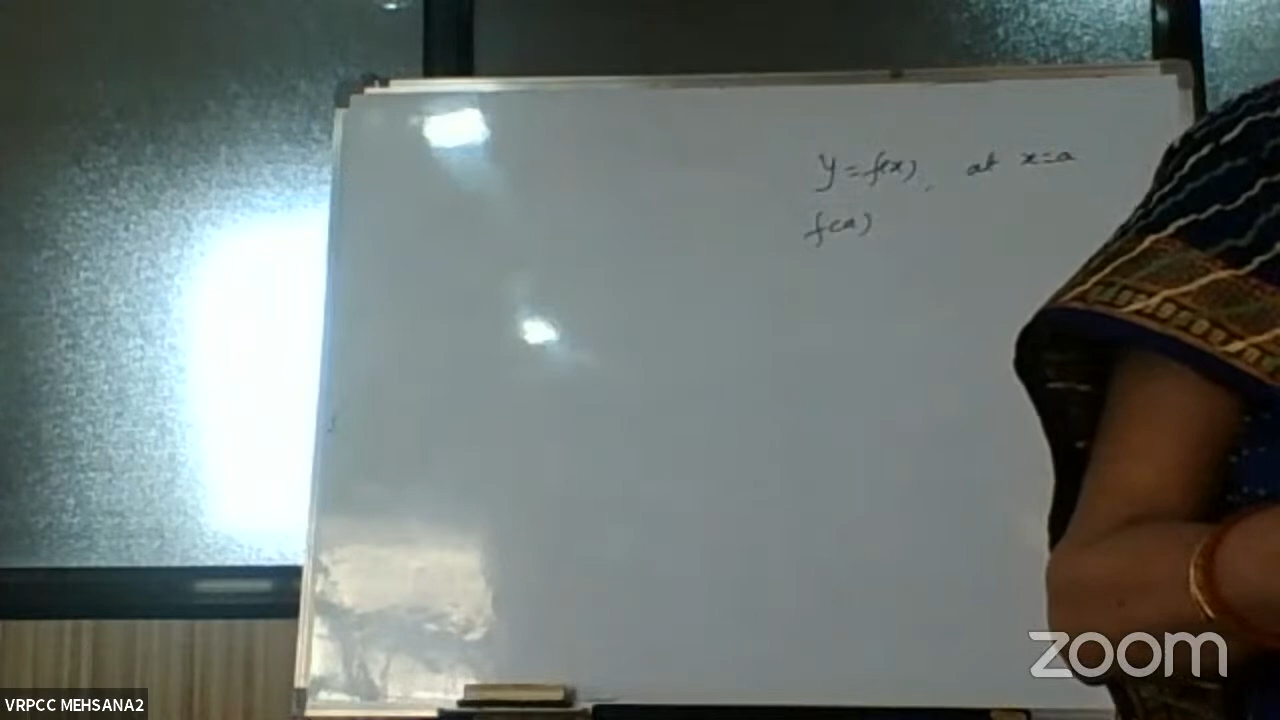 y = f(x), at x=a
f(a)
zoom
VRPCC MEHSANA2